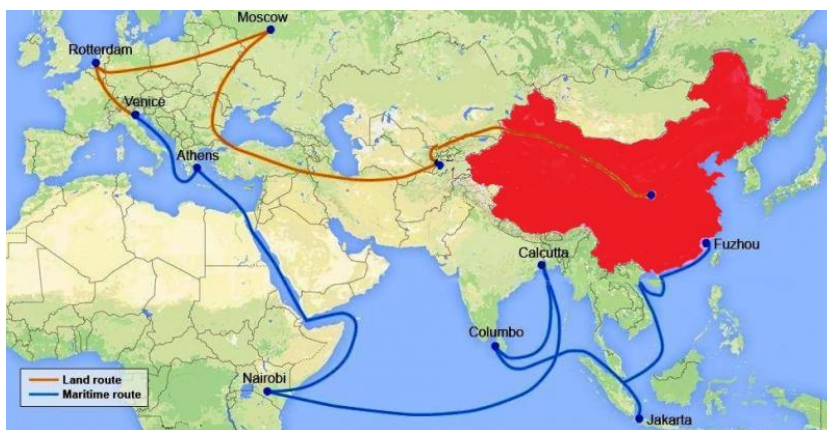 Moscow
Rotterdam
Venice
Athens
Fuzhou
Calcutta
Columbo
Nairobi
Land route
Maritime route
Jakarta